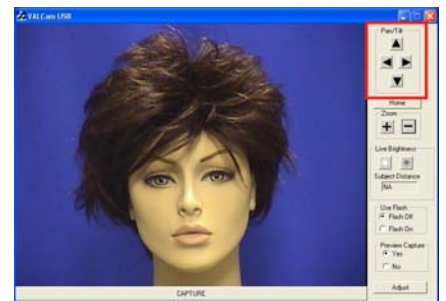 VALCam USB
Pan/Tilt
Home
Zoom
Live Brightness
Subject Distance
NA
Use Flash
Flash Off
Flash On
Preview Capture
Yes
No
Adjust
CAPTURE